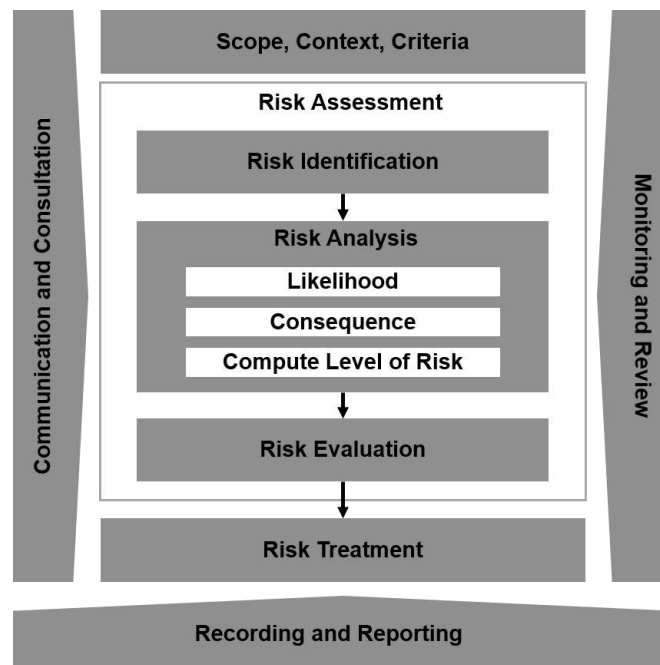 Scope, Context, Criteria
Risk Assessment
Risk Identification
Risk Analysis
Likelihood
Consequence
Compute Level of Risk
Risk Evaluation
Risk Treatment
Communication and Consultation
Monitoring and Review
Recording and Reporting